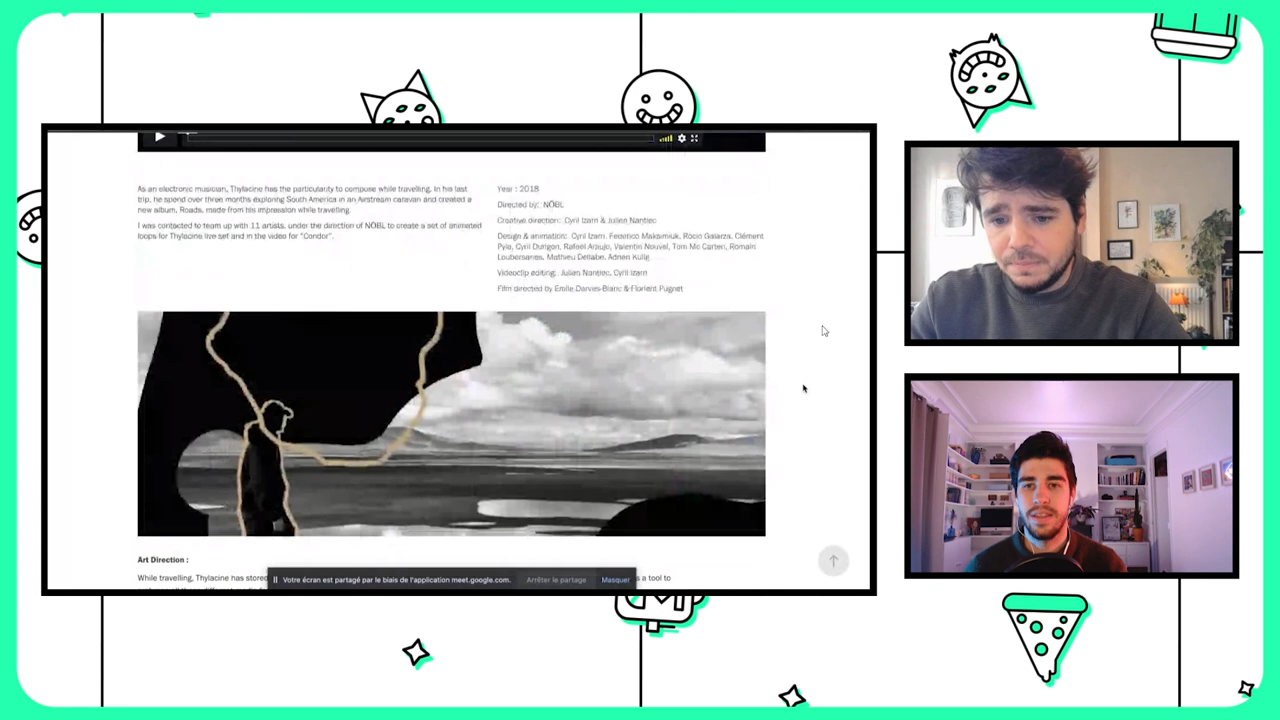 As an electronic musician, Thylacine has the particularity to compose while travelling. In his last
trip, he spend over three months exploring South America in an Airstream caravan and created a
new album, Roads, made from his impression while travelling.
I was contacted to team up with 11 artists, under the direction of NÖBL to create a set of animated
loops for Thylacine live set and in the video for "Condor".
Year : 2018
Directed by: NÖBL
Creative direction: Cyril Izarn & Julien Nantiec
Design & animation: Cyril Izarn, Federico Maksimiuk, Rocio Galarza, Clément
Pyla, Cyril Durigon, Rafael Araujo, Valentin Nouvel, Tom Mc Carten, Romain
Loubersanes, Mathieu Dellabe, Adrien Külig
Videoclip editing: Julien Nantiec, Cyril Izarn
Film directed by Emile Darves-Blanc & Florient Pugnet
Art Direction :
While travelling, Thylacine has stored
s a tool to
Votre écran est partagé par le biais de l'application meet.google.com.
Arrêter le partage
Masquer